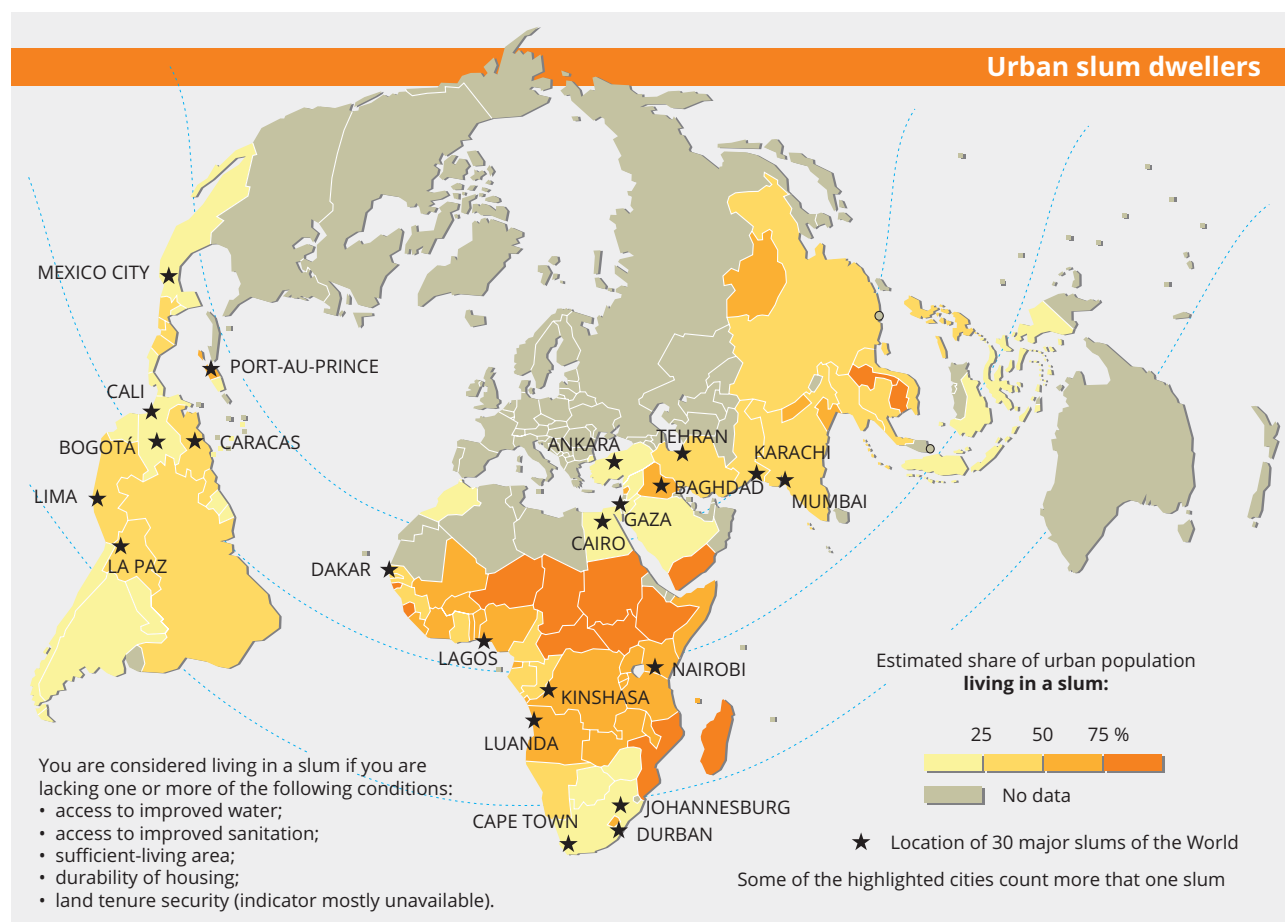 Urban slum dwellers
MEXICO CITY
PORT-AU-PRINCE
CALI
BOGOTÁ
CARACAS
LIMA
LA PAZ
ANKARA
TEHRAN
KARACHI
BAGHDAD
MUMBAI
GAZA
CAIRO
DAKAR
LAGOS
NAIROBI
KINSHASA
LUANDA
JOHANNESBURG
CAPE TOWN
DURBAN
You are considered living in a slum if you are
lacking one or more of the following conditions:
• access to improved water;
• access to improved sanitation;
• sufficient-living area;
• durability of housing;
• land tenure security (indicator mostly unavailable).
Estimated share of urban population
living in a slum:
25 50 75 %
No data
★ Location of 30 major slums of the World
Some of the highlighted cities count more that one slum